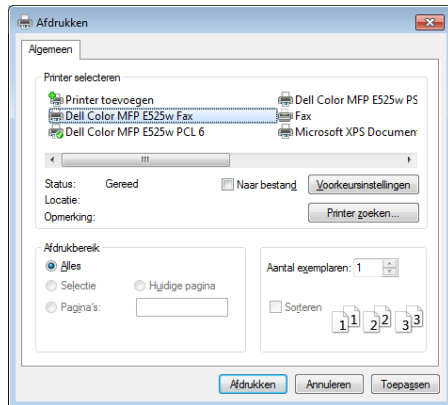 Afdrukken
Algemeen
Printer selecteren
Printer toevoegen
Dell Color MFP E525w PS
Dell Color MFP E525w Fax
Fax
Dell Color MFP E525w PCL 6
Microsoft XPS Documen
Status: Gereed
Naar bestand
Voorkeursinstellingen
Locatie:
Opmerking:
Printer zoeken...
Afdrukbereik
Alles
Selectie
Huidige pagina
Pagina's:
Aantal exemplaren: 1
Sorteren
1 1 2 2 3 3
Afdrukken
Annuleren
Toepassen